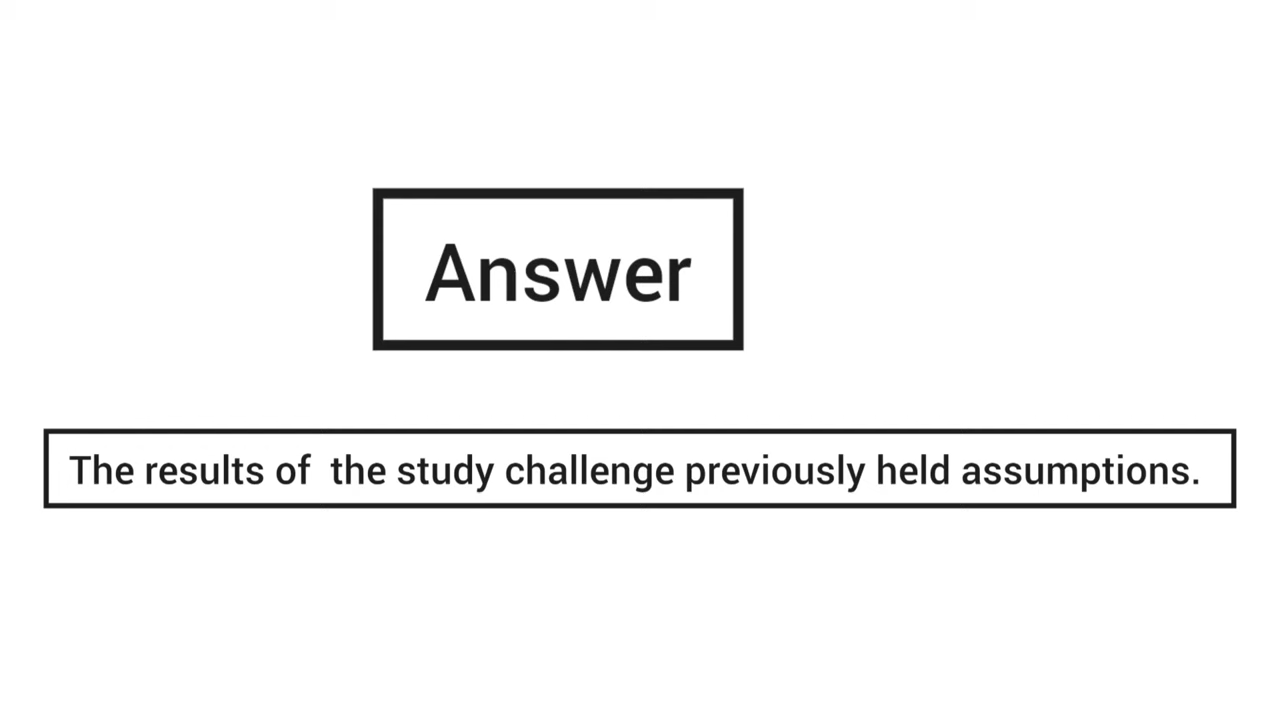 Answer
The results of  the study challenge previously held assumptions.